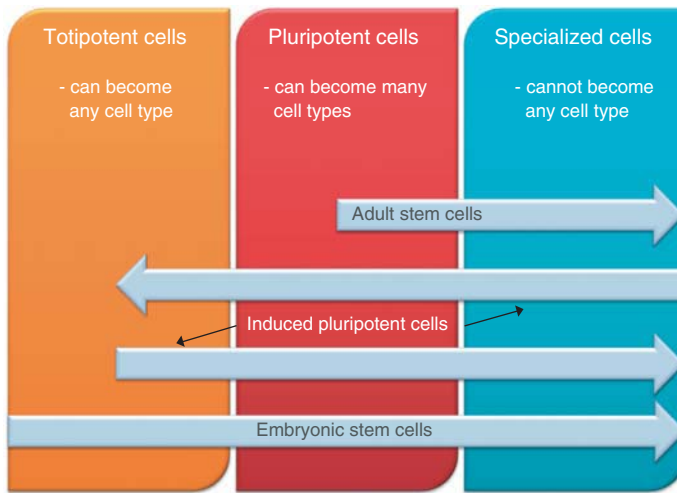 Totipotent cells
- can become
any cell type
Pluripotent cells
- can become many
cell types
Specialized cells
- cannot become
any cell type
Adult stem cells
Induced pluripotent cells
Embryonic stem cells